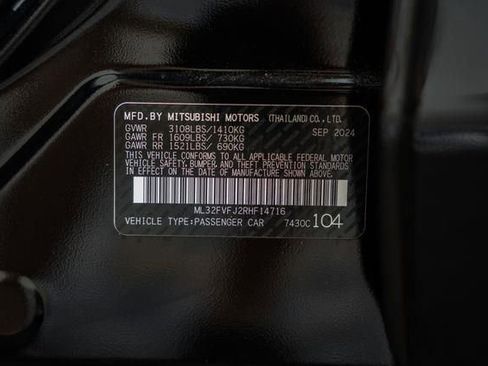 MFD.BY MITSUBISHI MOTORS (THAILAND)CO.,LTD.
GVWR 3108LBS/1410KG SEP 2024
GAWR FR 1609LBS/ 730KG
GAWR RR 1521LBS/ 690KG
THIS VEHICLE CONFORMS TO ALL APPLICABLE FEDERAL MOTOR
VEHICLE SAFETY, BUMPER, AND THEFT PREVENTION STANDARDS
IN EFFECT ON THE DATE OF MANUFACTURE SHOWN ABOVE.
ML32FVFJ2RHF14716
VEHICLE TYPE:PASSENGER CAR 7430C 104